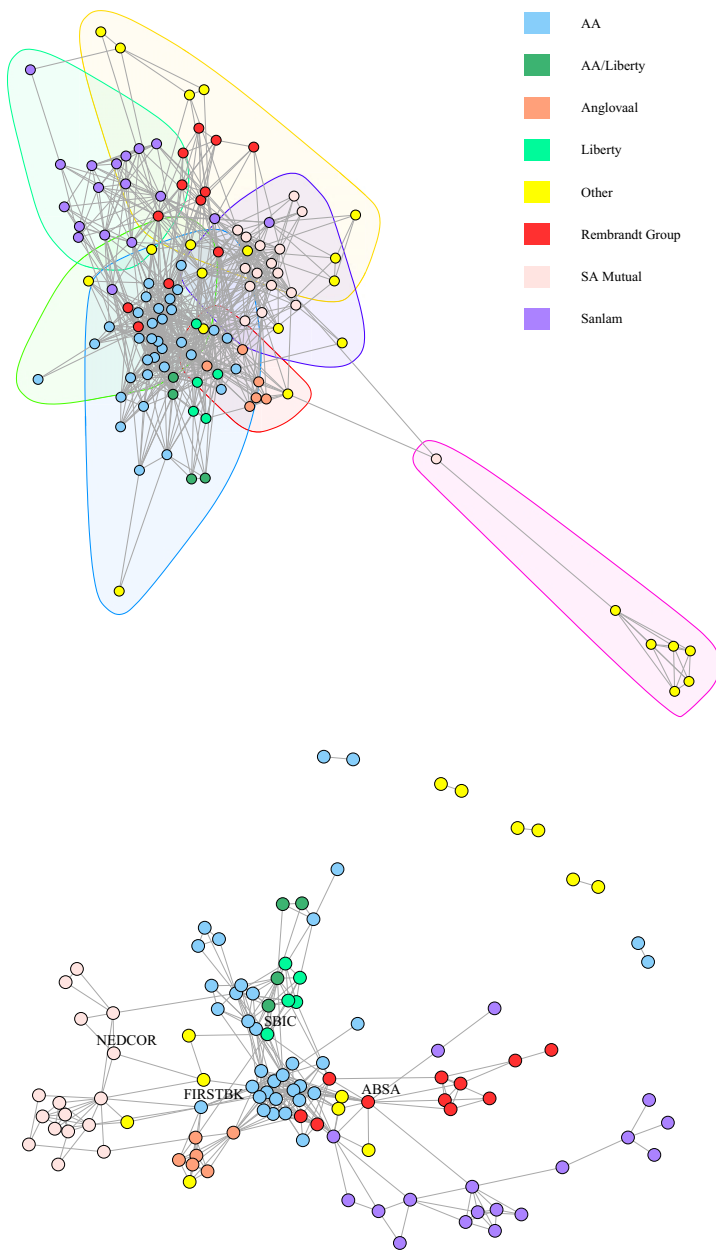 AA
AA/Liberty
Anglovaal
Liberty
Other
Rembrandt Group
SA Mutual
Sanlam
SBIC
NEDCOR
FIRSTBK
ABSA